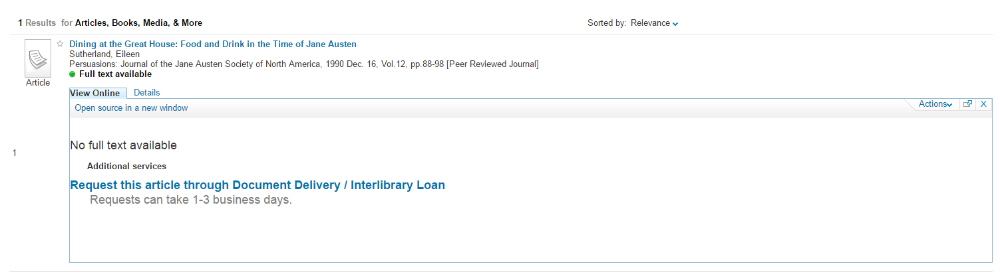 1 Results for Articles, Books, Media, & More
Sorted by: Relevance
Dining at the Great House: Food and Drink in the Time of Jane Austen
Sutherland, Eileen
Persuasions: Journal of the Jane Austen Society of North America, 1990 Dec. 16, Vol.12, pp.88-98 [Peer Reviewed Journal]
Full text available
Article
View Online Details
Open source in a new window
Actions X
No full text available
1
Additional services
Request this article through Document Delivery / Interlibrary Loan
Requests can take 1-3 business days.